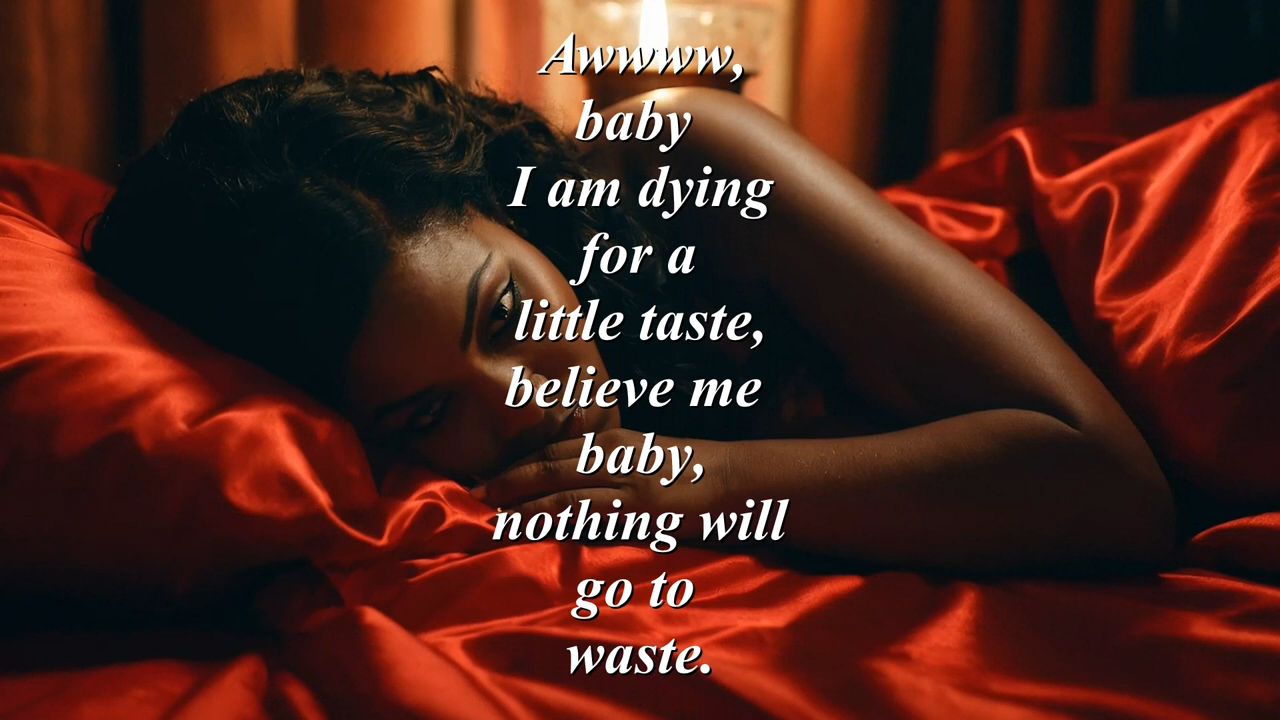 Awwww,
baby
I am dying
for a
little taste,
believe me
baby,
nothing will
go to
waste.